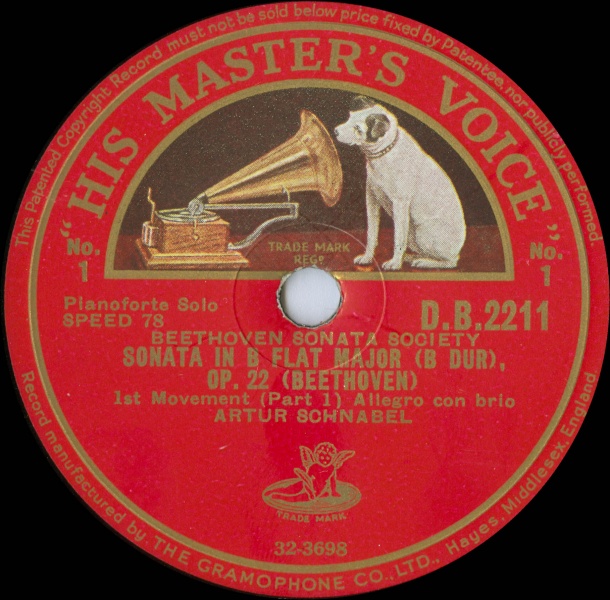 This Patented Copyright Record must not be sold below price fixed by Patentee, nor publicly performed.
"HIS MASTER'S VOICE"
TRADE MARK
REGD
No. 1
No. 1
Pianoforte Solo
SPEED 78
D.B.2211
BEETHOVEN SONATA SOCIETY
SONATA IN B FLAT MAJOR (B DUR),
OP. 22 (BEETHOVEN)
1st Movement (Part 1) Allegro con brio
ARTUR SCHNABEL
TRADE MARK
32-3698
Record manufactured by THE GRAMOPHONE CO., LTD., Hayes, Middlesex, England.